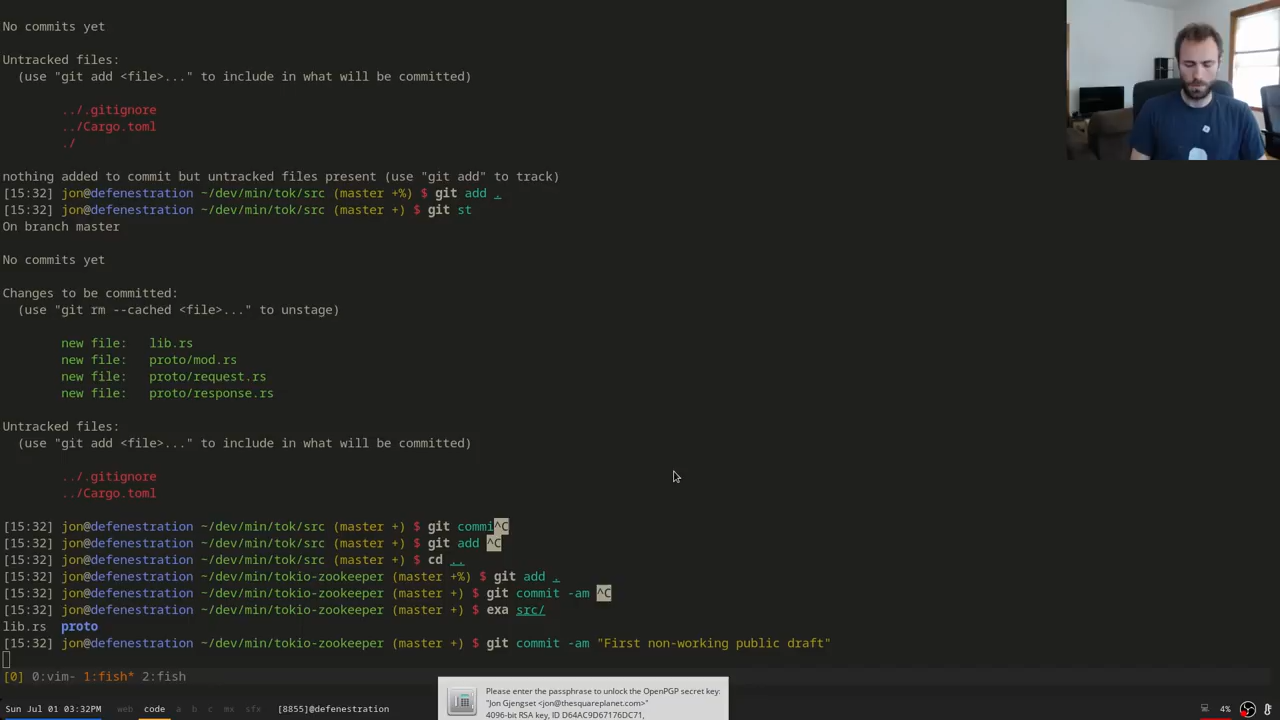 No commits yet
Untracked files:
(use "git add <file>..." to include in what will be committed)
../.gitignore
../Cargo.toml
./
nothing added to commit but untracked files present (use "git add" to track)
[15:32] jon@defenestration ~/dev/min/tok/src (master +%) $ git add .
[15:32] jon@defenestration ~/dev/min/tok/src (master +) $ git st
On branch master
No commits yet
Changes to be committed:
(use "git rm --cached <file>..." to unstage)
new file:   lib.rs
new file:   proto/mod.rs
new file:   proto/request.rs
new file:   proto/response.rs
Untracked files:
(use "git add <file>..." to include in what will be committed)
../.gitignore
../Cargo.toml
[15:32] jon@defenestration ~/dev/min/tok/src (master +) $ git commi^C
[15:32] jon@defenestration ~/dev/min/tok/src (master +) $ git add ^C
[15:32] jon@defenestration ~/dev/min/tok/src (master +) $ cd ..
[15:32] jon@defenestration ~/dev/min/tokio-zookeeper (master +%) $ git add .
[15:32] jon@defenestration ~/dev/min/tokio-zookeeper (master +) $ git commit -am ^C
[15:32] jon@defenestration ~/dev/min/tokio-zookeeper (master +) $ exa src/
lib.rs  proto
[15:32] jon@defenestration ~/dev/min/tokio-zookeeper (master +) $ git commit -am "First non-working public draft"
[0] 0:vim- 1:fish* 2:fish
Please enter the passphrase to unlock the OpenPGP secret key:
"Jon Gjengset <jon@thesquareplanet.com>"
4096-bit RSA key, ID D64AC9D67176DC71,
Sun Jul 01 03:32PM web code a b c mx sfx [8855]@defenestration 4%